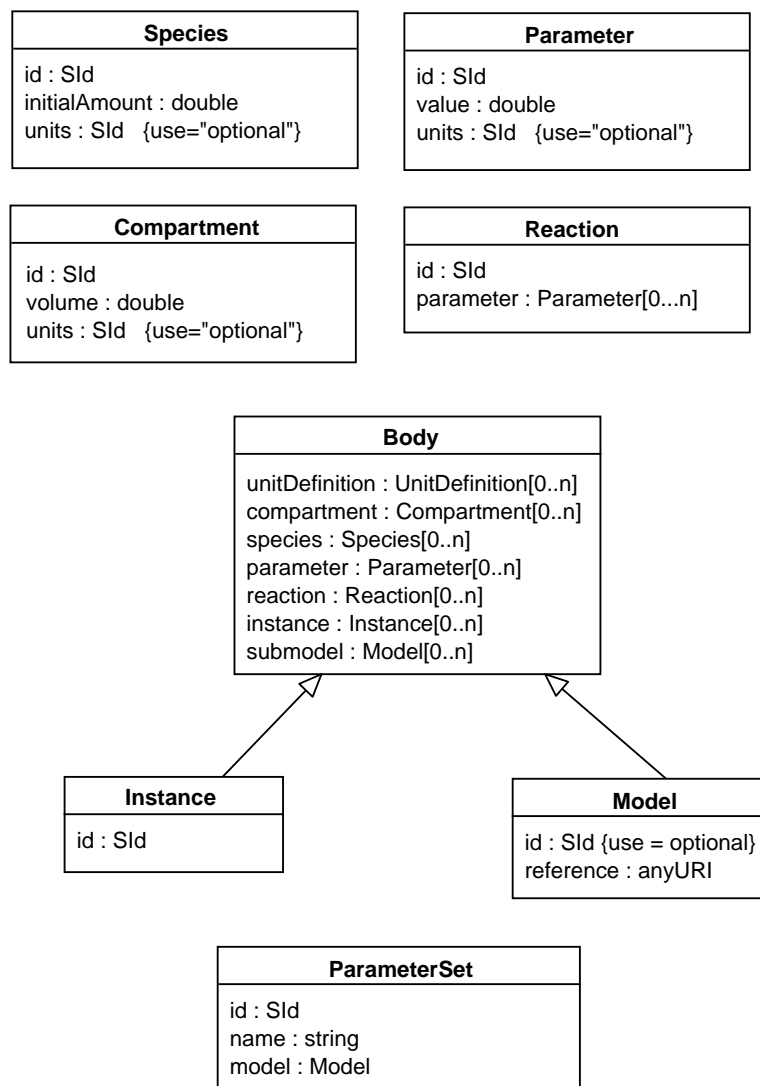 Species
id : SId
initialAmount : double
units : SId {use="optional"}
Parameter
id : SId
value : double
units : SId {use="optional"}
Compartment
id : SId
volume : double
units : SId {use="optional"}
Reaction
id : SId
parameter : Parameter[0...n]
Body
unitDefinition : UnitDefinition[0..n]
compartment : Compartment[0..n]
species : Species[0..n]
parameter : Parameter[0..n]
reaction : Reaction[0..n]
instance : Instance[0..n]
submodel : Model[0..n]
Instance
id : SId
Model
id : SId {use = optional}
reference : anyURI
ParameterSet
id : SId
name : string
model : Model